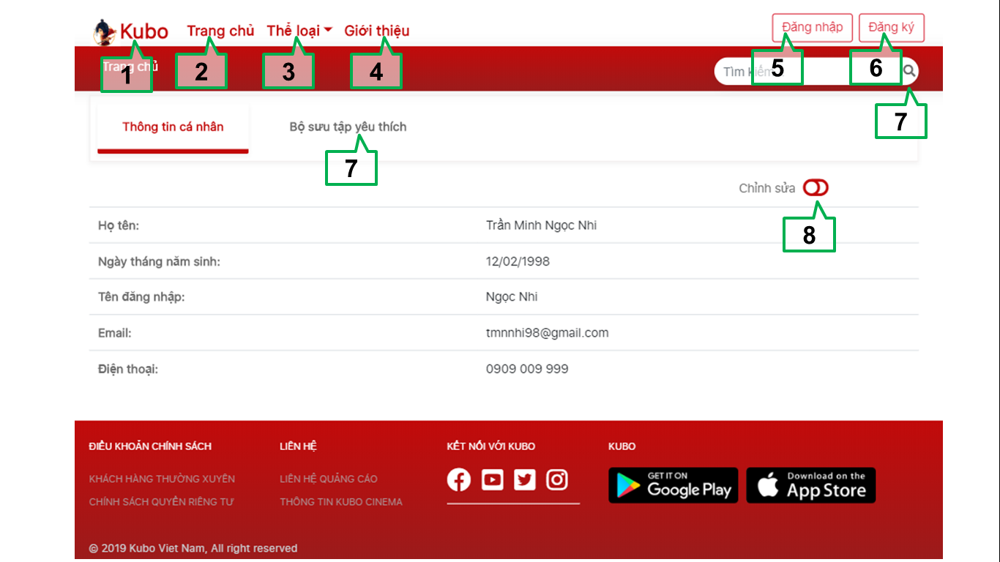 Kubo Trang chủ Thể loại Giới thiệu Đăng nhập Đăng ký
Trang chủ Tìm kiếm
1 2 3 4 5 6
Thông tin cá nhân Bộ sưu tập yêu thích
7
7
Chỉnh sửa
8
Họ tên: Trần Minh Ngọc Nhi
Ngày tháng năm sinh: 12/02/1998
Tên đăng nhập: Ngọc Nhi
Email: tmnnhi98@gmail.com
Điện thoại: 0909 009 999
ĐIỀU KHOẢN CHÍNH SÁCH LIÊN HỆ KẾT NỐI VỚI KUBO KUBO
KHÁCH HÀNG THƯỜNG XUYÊN LIÊN HỆ QUẢNG CÁO
CHÍNH SÁCH QUYỀN RIÊNG TƯ THÔNG TIN KUBO CINEMA
GET IT ON
Google Play
Download on the
App Store
© 2019 Kubo Viet Nam, All right reserved